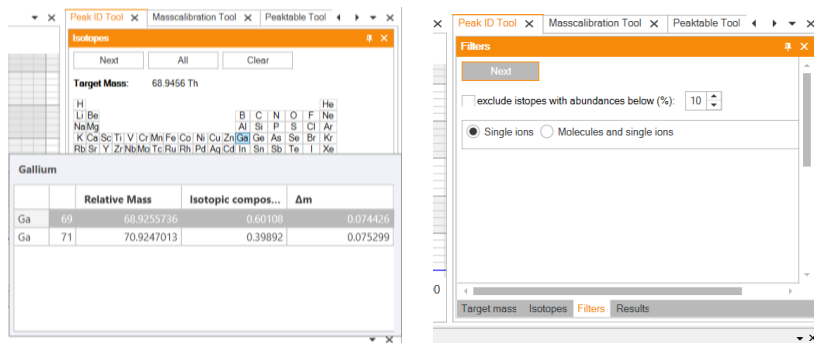 Peak ID Tool Masscalibration Tool Peaktable Tool
Isotopes
Next All Clear
Target Mass: 68.9456 Th
H He
Li Be B C N O F Ne
Na Mg Al Si P S Cl Ar
K Ca Sc Ti V Cr Mn Fe Co Ni Cu Zn Ga Ge As Se Br Kr
Rb Sr Y Zr Nb Mo Tc Ru Rh Pd Ag Cd In Sn Sb Te I Xe
Gallium
Relative Mass Isotopic compos... Δm
Ga 69 68.9255736 0.60108 0.074426
Ga 71 70.9247013 0.39892 0.075299
Peak ID Tool Masscalibration Tool Peaktable Tool
Filters
Next
exclude istopes with abundances below (%): 10
Single ions Molecules and single ions
0
Target mass Isotopes Filters Results